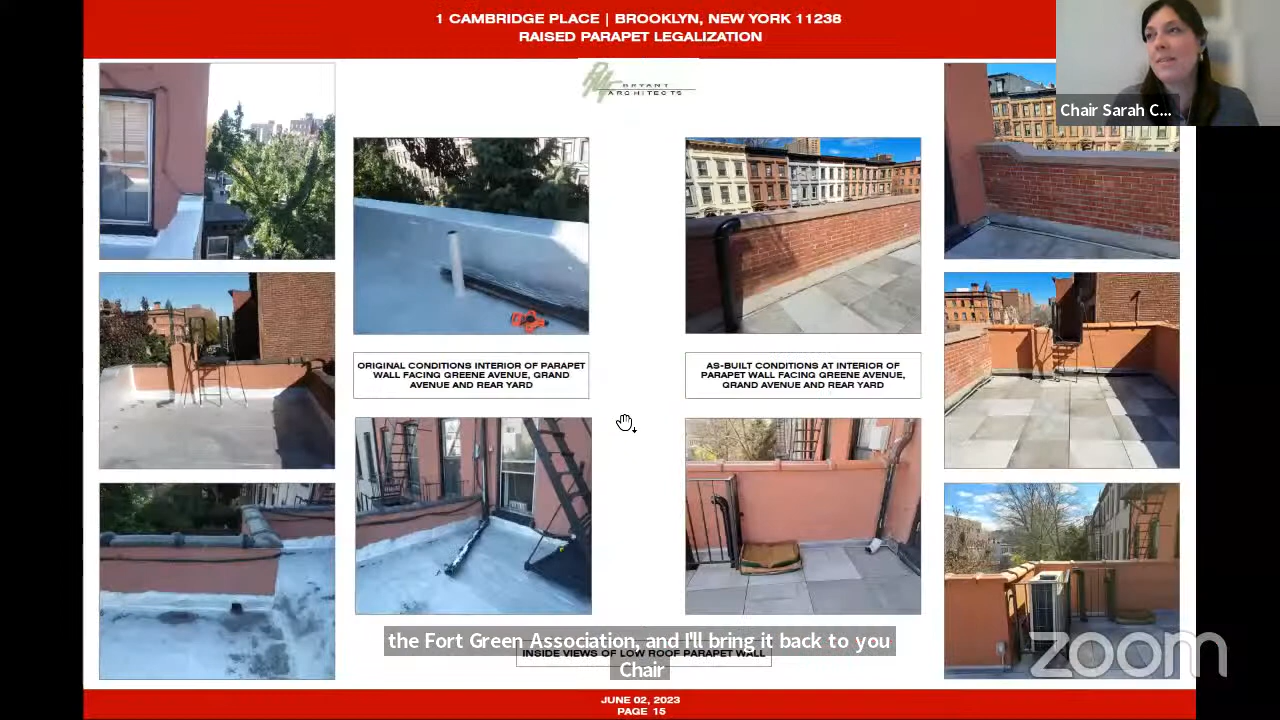 1 CAMBRIDGE PLACE | BROOKLYN, NEW YORK 11238
RAISED PARAPET LEGALIZATION
BRYANT
ARCHITECTS
Chair Sarah C...
ORIGINAL CONDITIONS INTERIOR OF PARAPET
WALL FACING GREENE AVENUE, GRAND
AVENUE AND REAR YARD
AS-BUILT CONDITIONS AT INTERIOR OF
PARAPET WALL FACING GREENE AVENUE,
GRAND AVENUE AND REAR YARD
the Fort Green Association, and I'll bring it back to you
Chair
INSIDE VIEWS OF LOW ROOF PARAPET WALL
zoom
JUNE 02, 2023
PAGE 15